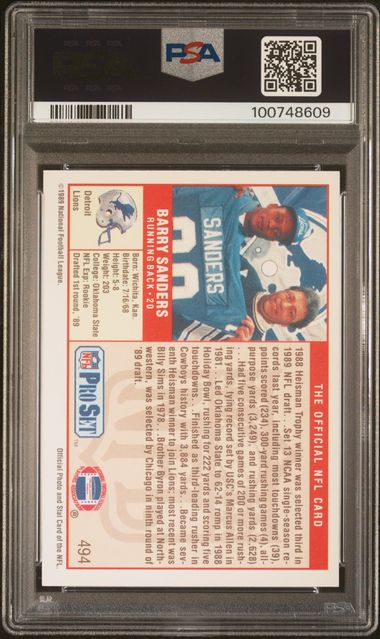 PSA
100748609
THE OFFICIAL NFL CARD
SANDERS
BARRY SANDERS
RUNNING BACK • 20
Born: Wichita, Kan.
Birthdate: 7/16/68
Height: 5-8
Weight: 203
College: Oklahoma State
NFL Exp: Rookie
Drafted 1st round, '89
Detroit
Lions
1988 Heisman Trophy winner was selected third in
1989 NFL draft. . .Set 13 NCAA single-season re-
cords last year, including most touchdowns (39),
points scored (234), 300-yard rushing games (4), all-
purpose yards (3,249), and rushing yards (2,628)
. . .Had five consecutive games of 200 or more rush-
ing yards, tying record set by USC's Marcus Allen in
1981. . .Led Oklahoma State to 62-14 romp in 1988
Holiday Bowl, rushing for 222 yards and scoring five
touchdowns. . .Finished as third-leading rusher in
Cowboys history with 3,884 yards. . .Became sev-
enth Heisman winner to join Lions; most recent was
Billy Sims in 1978. . .Brother Byron played at North-
western, was selected by Chicago in ninth round of
'89 draft.
NFL
PRO SET™
494
©1989 National Football League.
Official Photo and Stat Card of the NFL.
PSA